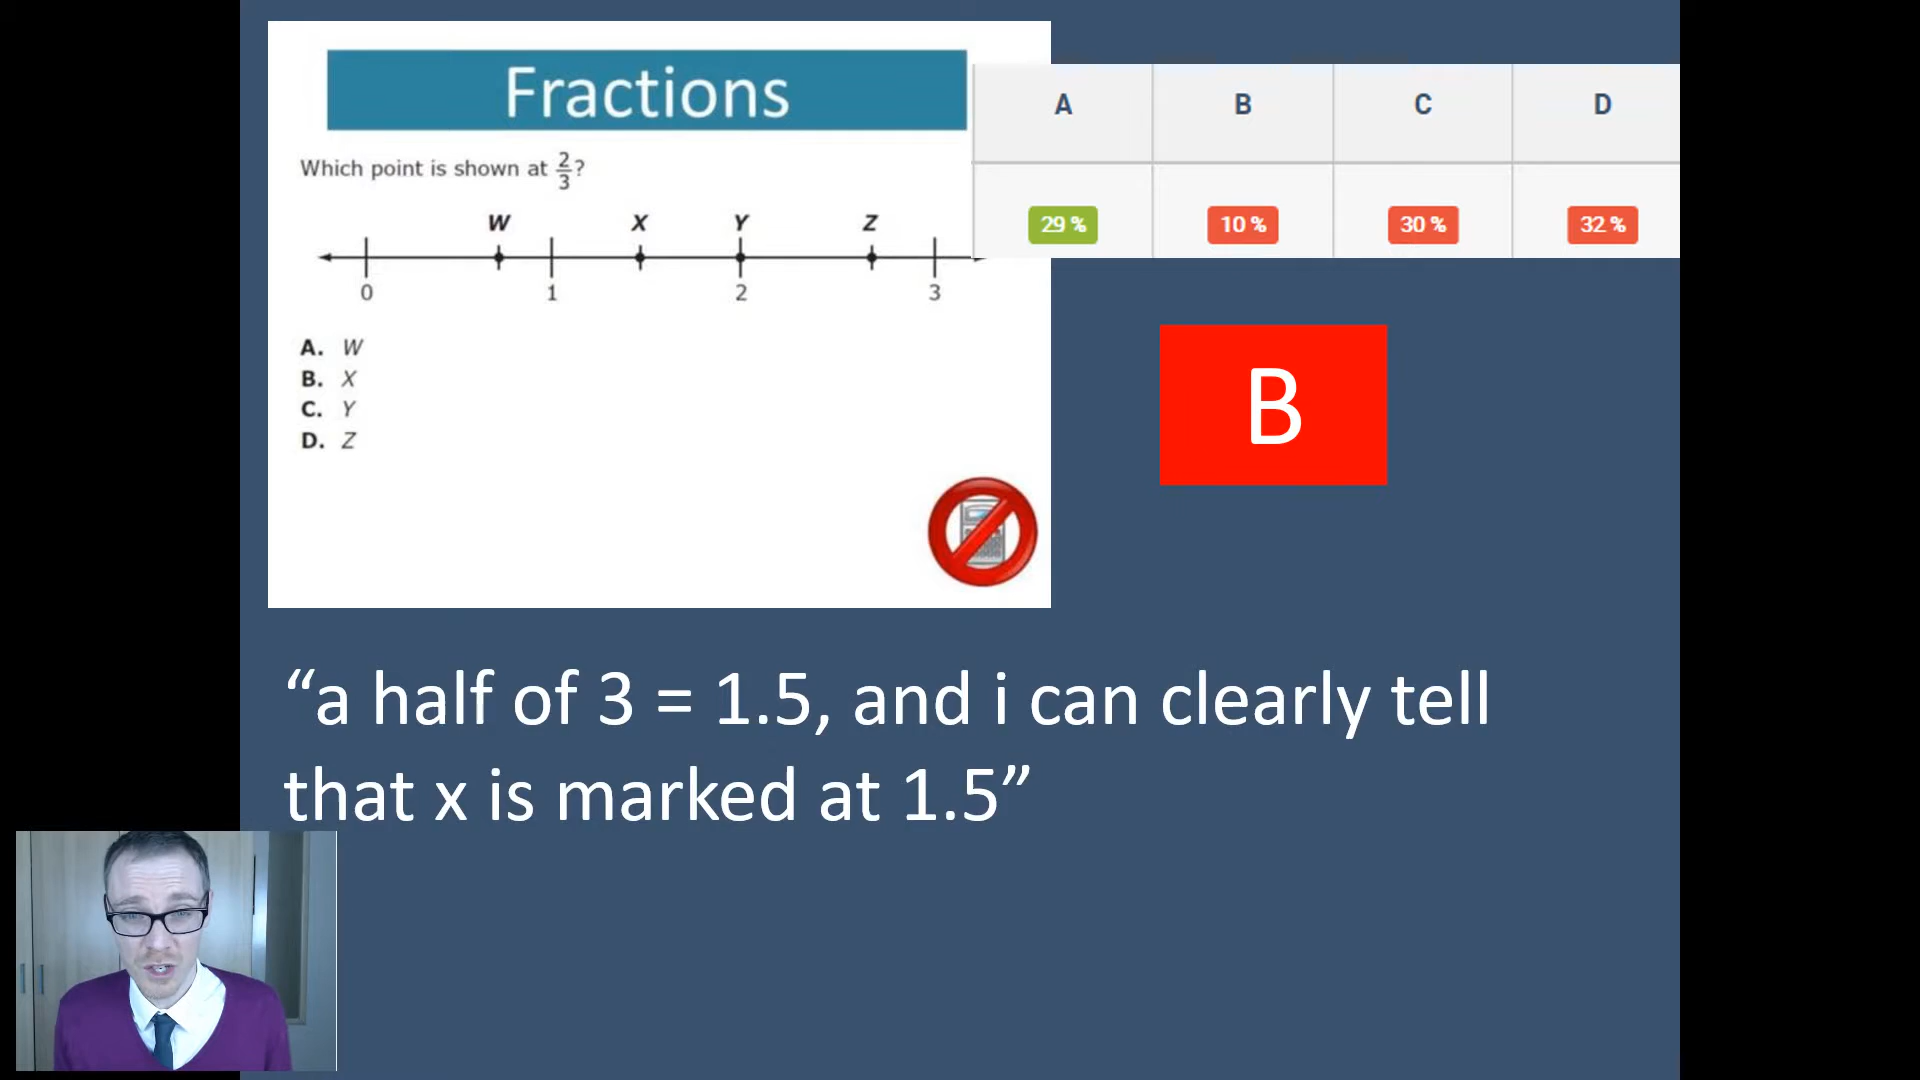 Fractions
Which point is shown at 2/3?
W X Y Z
0 1 2 3
A. W
B. X
C. Y
D. Z
A B C D
29 % 10 % 30 % 32 %
B
“a half of 3 = 1.5, and i can clearly tell
that x is marked at 1.5”